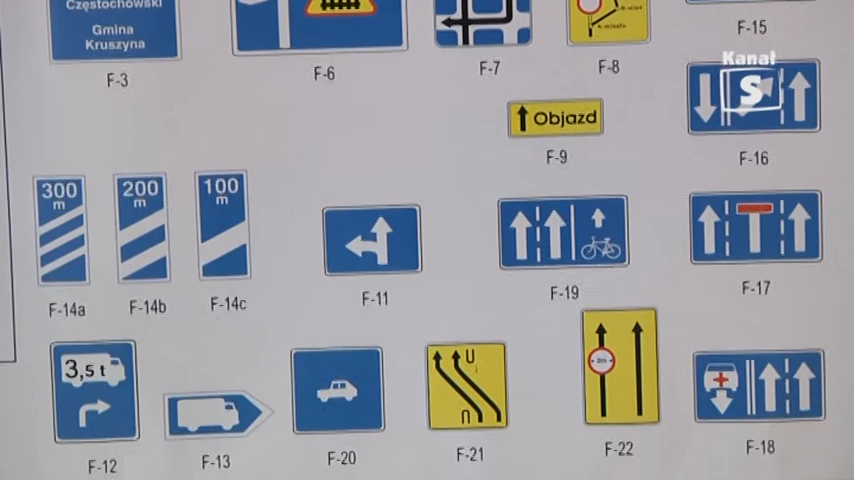 Częstochowski
Gmina
Kruszyna
F-3
F-6
F-7
F-8
F-15
Kanał
S
Objazd
F-9
F-16
300
m
200
m
100
m
F-14a
F-14b
F-14c
F-11
F-19
F-17
3,5 t
F-12
F-13
F-20
U
F-21
2m
F-22
F-18